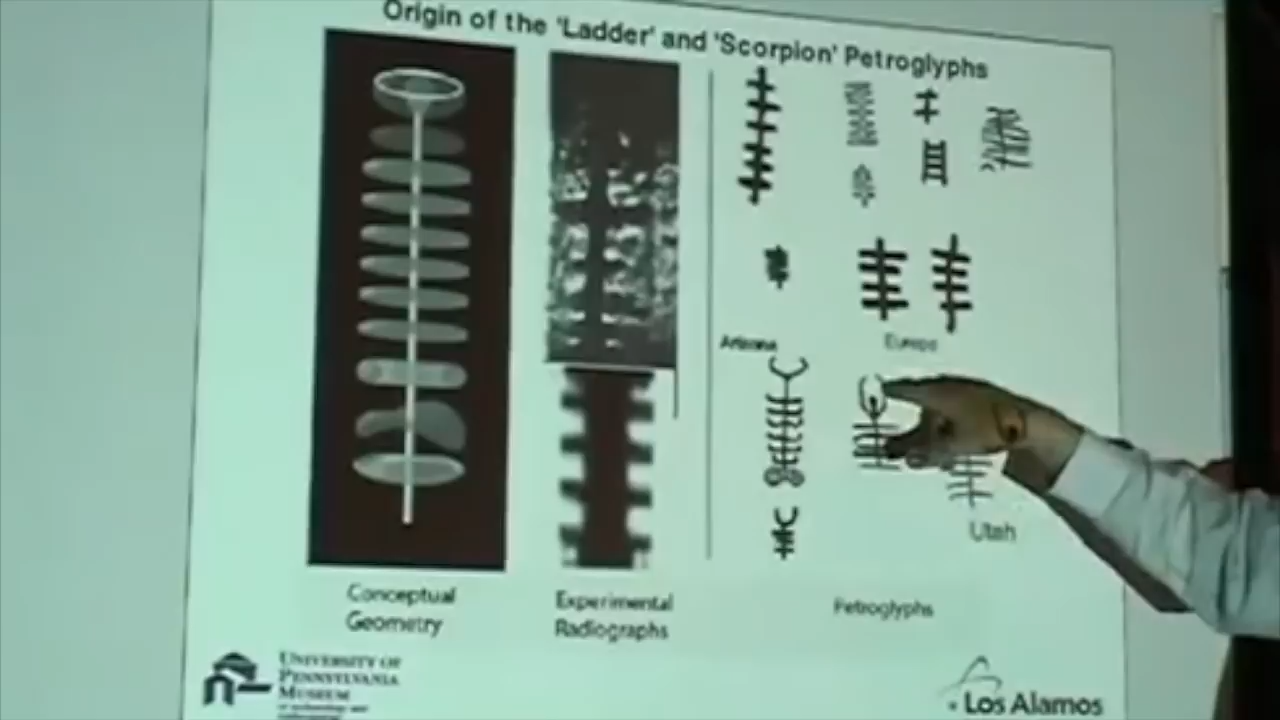 Origin of the 'Ladder' and 'Scorpion' Petroglyphs
Arizona
Europe
Utah
Conceptual
Geometry
Experimental
Radiographs
Petroglyphs
UNIVERSITY OF
PENNSYLVANIA
MUSEUM
Los Alamos